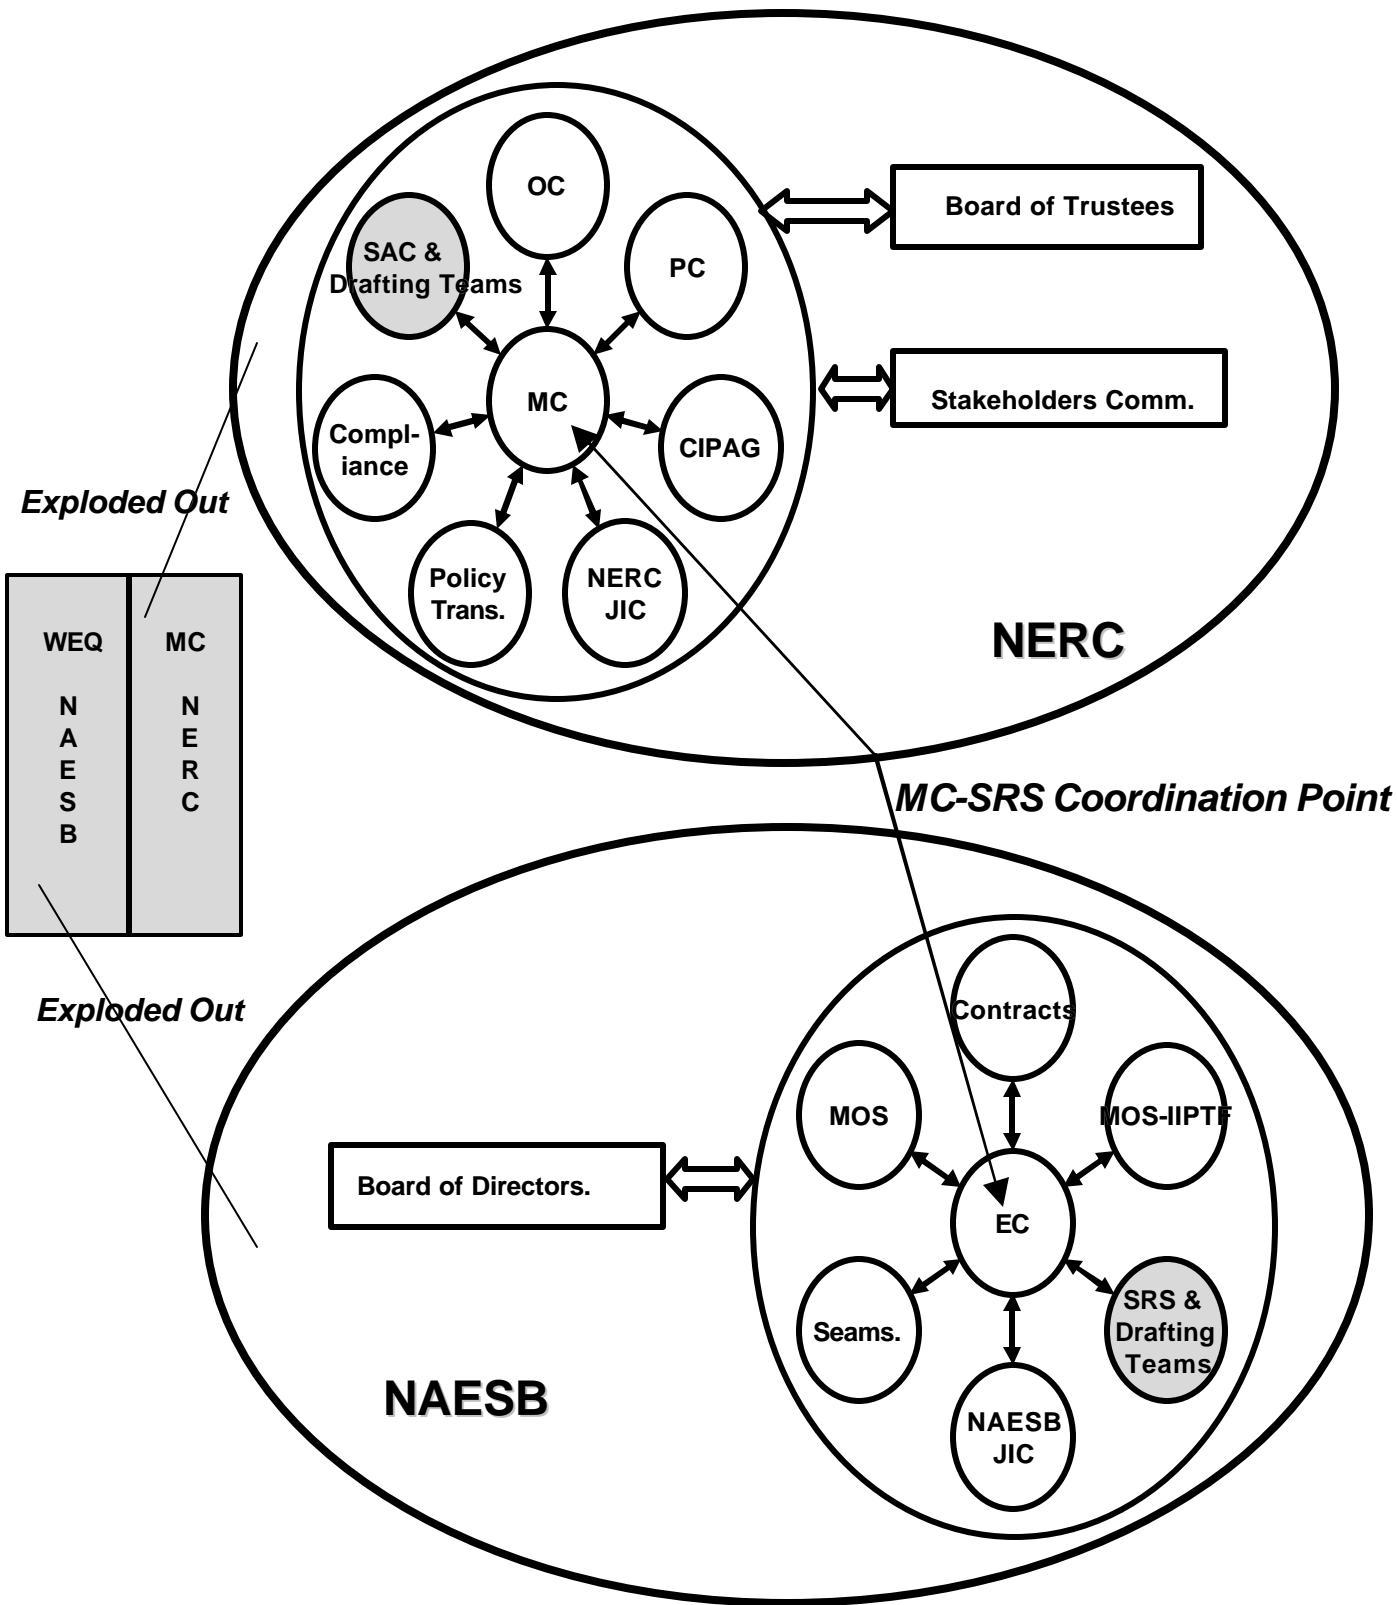 OC
Board of Trustees
SAC &
Drafting Teams
PC
MC
Stakeholders Comm.
Compl-
iance
CIPAG
Exploded Out
Policy
Trans.
NERC
JIC
NERC
WEQ
N
A
E
S
B
MC
N
E
R
C
MC-SRS Coordination Point
Exploded Out
Contracts
MOS
MOS-IIPTF
Board of Directors.
EC
Seams.
SRS &
Drafting
Teams
NAESB
NAESB
JIC